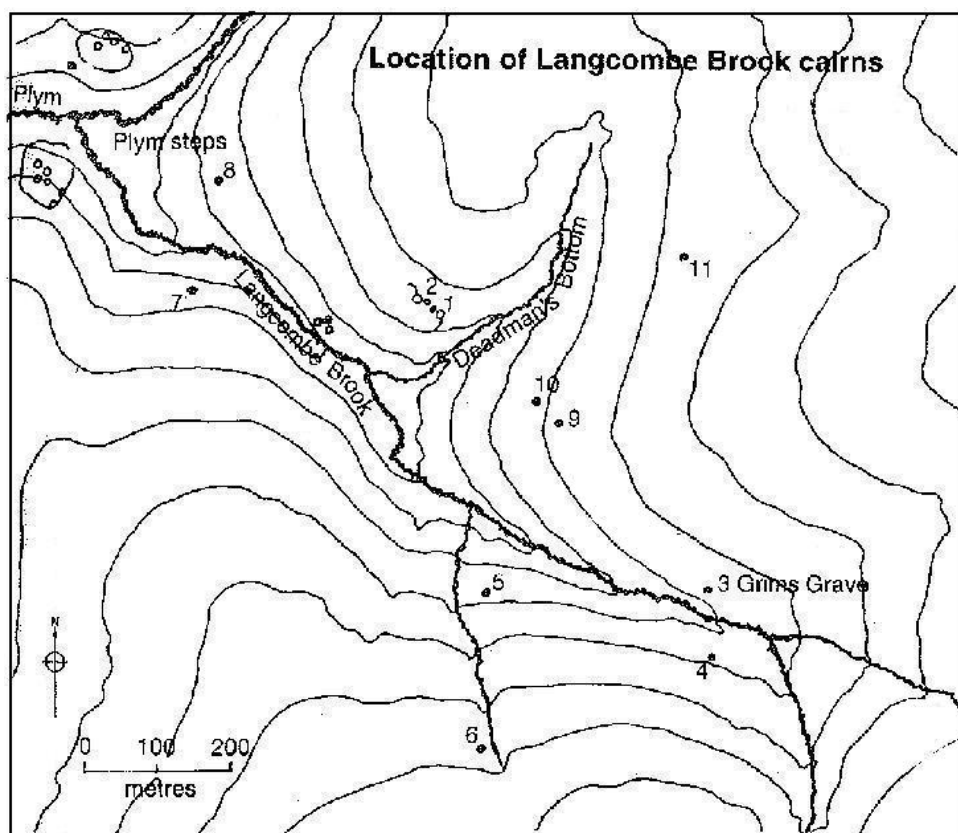 Location of Langcombe Brook cairns
Plym
Plym steps
8
2
1
11
7
Langcombe Brook
Deadman's Bottom
10
9
5
3 Grims Grave
4
6
N
0 100 200
metres